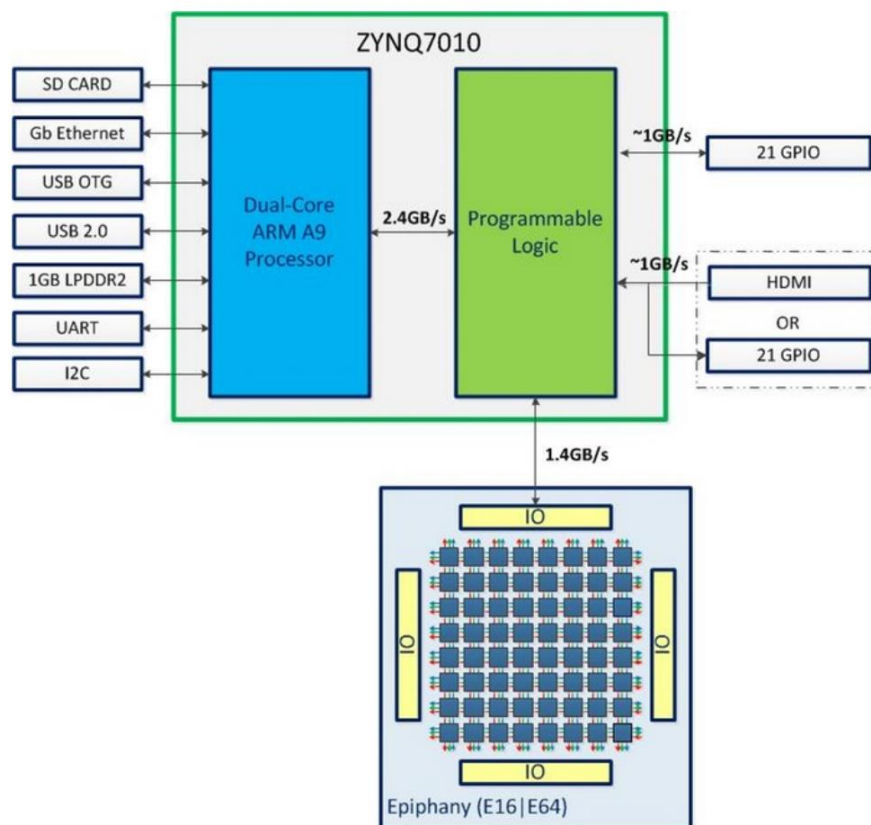 ZYNQ7010
SD CARD
Gb Ethernet
USB OTG
USB 2.0
1GB LPDDR2
UART
I2C
Dual-Core
ARM A9
Processor
2.4GB/s
Programmable
Logic
~1GB/s
21 GPIO
~1GB/s
HDMI
OR
21 GPIO
1.4GB/s
IO
IO
IO
IO
Epiphany (E16|E64)